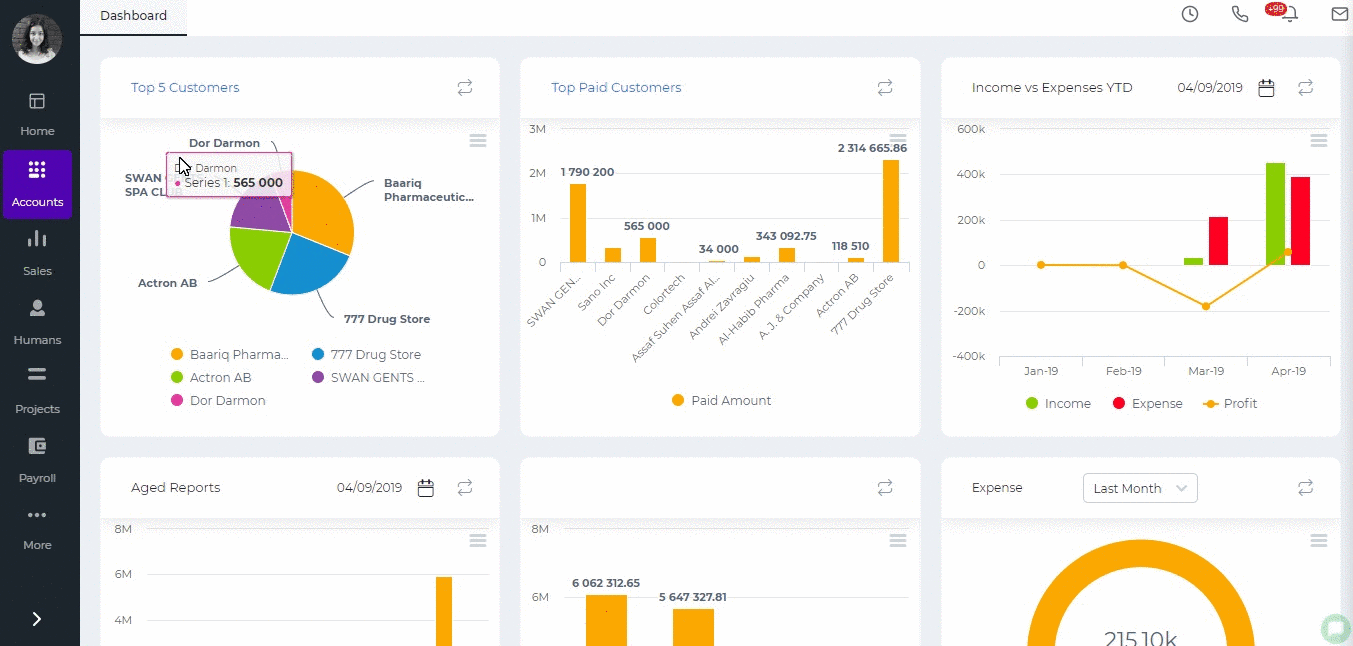 Dashboard
+99
Home
Accounts
Sales
Humans
Projects
Payroll
More
Top 5 Customers
Dor Darmon
Darmon
Series 1: 565 000
SWAN
SPA
Baariq
Pharmaceutic...
Actron AB
777 Drug Store
Baariq Pharma...
777 Drug Store
Actron AB
SWAN GENTS ...
Dor Darmon
Top Paid Customers
3M
2M
1M
0
1 790 200
565 000
34 000
343 092.75
118 510
2 314 665.86
SWAN GEN...
Sano Inc
Dor Darmon
Colortech
Assaf Suhen Assaf Al...
Andrei Zavragiu
Al-Habib Pharma
A. J. & Company
Actron AB
777 Drug Store
Paid Amount
Income vs Expenses YTD
04/09/2019
600k
400k
200k
0
-200k
-400k
Jan-19
Feb-19
Mar-19
Apr-19
Income
Expense
Profit
Aged Reports
04/09/2019
8M
6M
4M
8M
6M
6 062 312.65
5 647 327.81
Expense
Last Month
215.10k